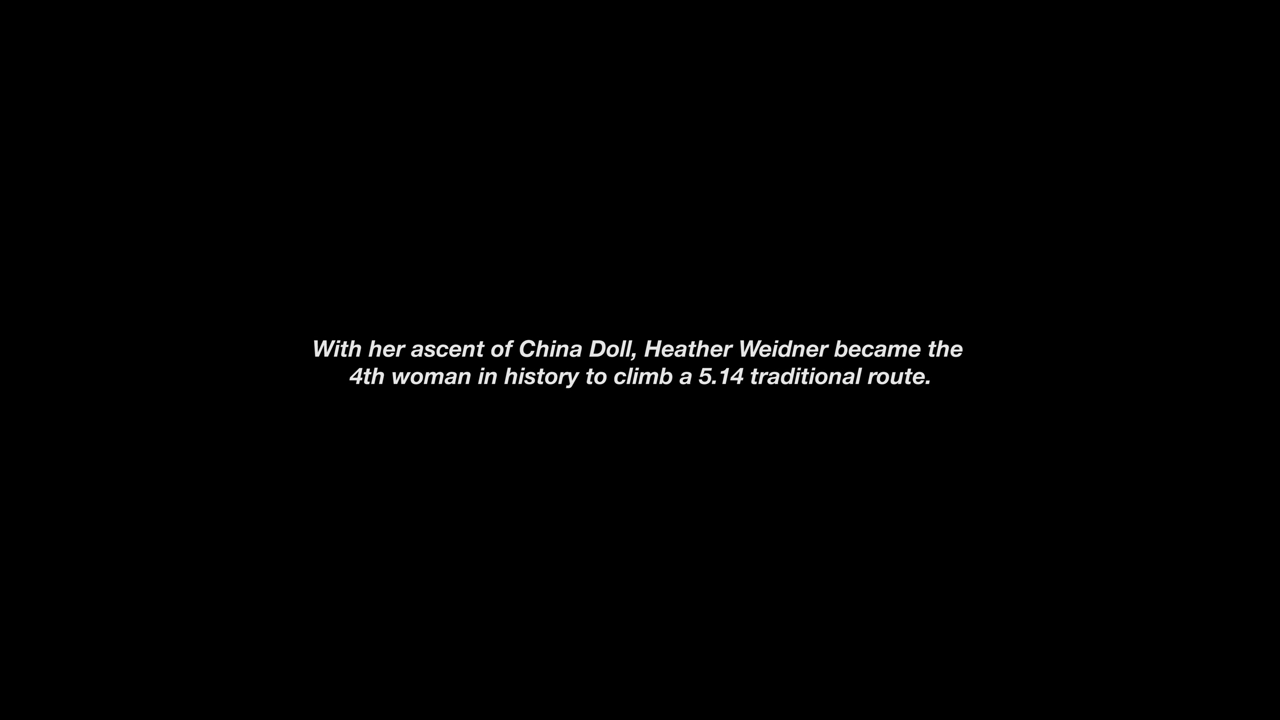 With her ascent of China Doll, Heather Weidner became the
4th woman in history to climb a 5.14 traditional route.